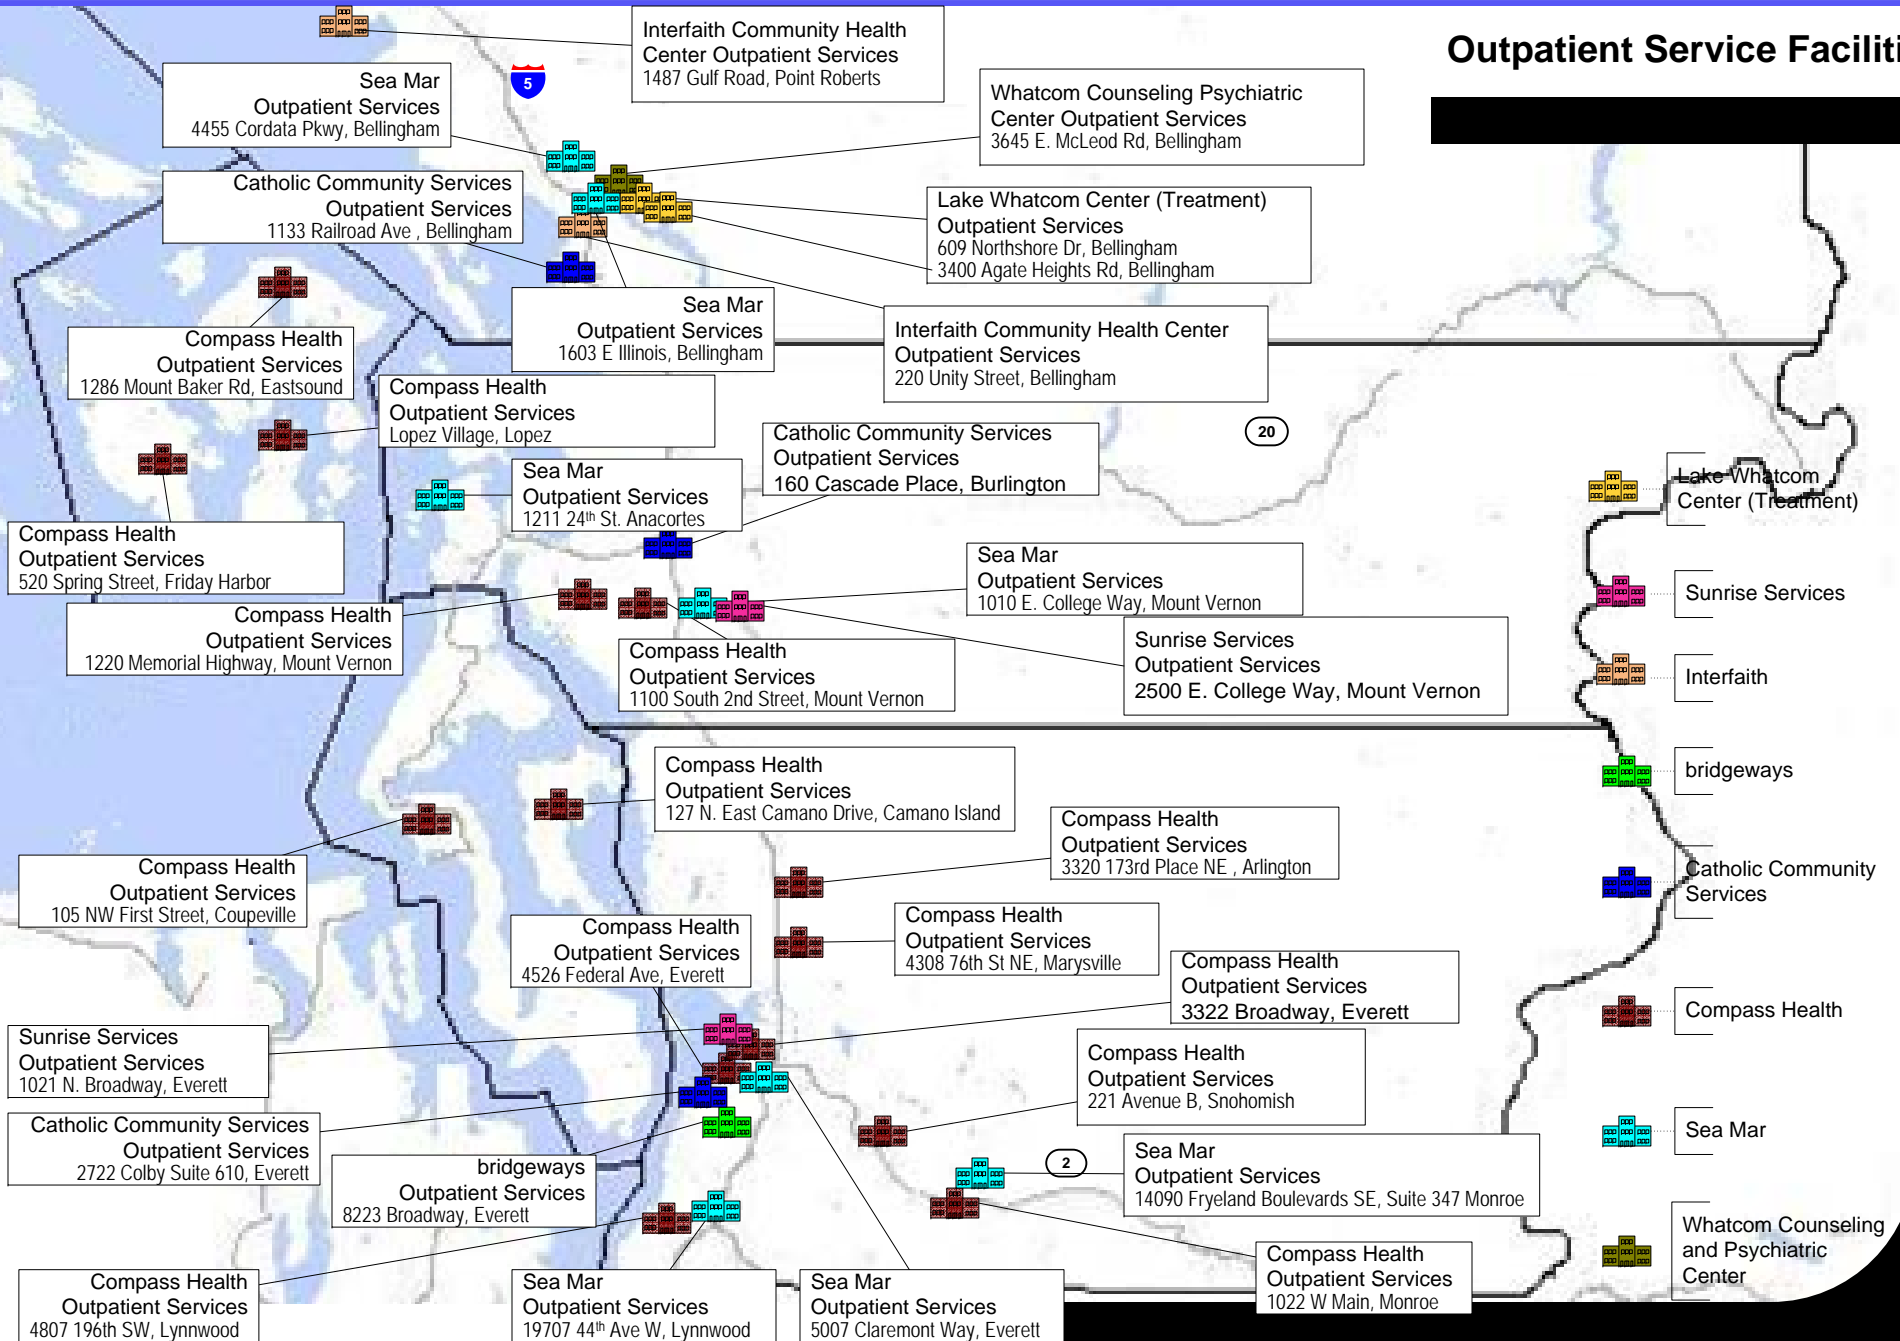 Outpatient Service Faciliti
Interfaith Community Health
Center Outpatient Services
1487 Gulf Road, Point Roberts
5
Sea Mar
Outpatient Services
4455 Cordata Pkwy, Bellingham
Whatcom Counseling Psychiatric
Center Outpatient Services
3645 E. McLeod Rd, Bellingham
Catholic Community Services
Outpatient Services
1133 Railroad Ave , Bellingham
Lake Whatcom Center (Treatment)
Outpatient Services
609 Northshore Dr, Bellingham
3400 Agate Heights Rd, Bellingham
Sea Mar
Outpatient Services
1603 E Illinois, Bellingham
Interfaith Community Health Center
Outpatient Services
220 Unity Street, Bellingham
Compass Health
Outpatient Services
1286 Mount Baker Rd, Eastsound
Compass Health
Outpatient Services
Lopez Village, Lopez
Catholic Community Services
Outpatient Services
160 Cascade Place, Burlington
20
Sea Mar
Outpatient Services
1211 24th St. Anacortes
Lake Whatcom
Center (Treatment)
Compass Health
Outpatient Services
520 Spring Street, Friday Harbor
Sea Mar
Outpatient Services
1010 E. College Way, Mount Vernon
Sunrise Services
Compass Health
Outpatient Services
1220 Memorial Highway, Mount Vernon
Compass Health
Outpatient Services
1100 South 2nd Street, Mount Vernon
Sunrise Services
Outpatient Services
2500 E. College Way, Mount Vernon
Interfaith
bridgeways
Compass Health
Outpatient Services
127 N. East Camano Drive, Camano Island
Compass Health
Outpatient Services
3320 173rd Place NE , Arlington
Compass Health
Outpatient Services
105 NW First Street, Coupeville
Catholic Community
Services
Compass Health
Outpatient Services
4526 Federal Ave, Everett
Compass Health
Outpatient Services
4308 76th St NE, Marysville
Compass Health
Outpatient Services
3322 Broadway, Everett
Compass Health
Sunrise Services
Outpatient Services
1021 N. Broadway, Everett
Compass Health
Outpatient Services
221 Avenue B, Snohomish
Catholic Community Services
Outpatient Services
2722 Colby Suite 610, Everett
Sea Mar
bridgeways
Outpatient Services
8223 Broadway, Everett
2
Sea Mar
Outpatient Services
14090 Fryeland Boulevards SE, Suite 347 Monroe
Whatcom Counseling
and Psychiatric
Center
Compass Health
Outpatient Services
1022 W Main, Monroe
Compass Health
Outpatient Services
4807 196th SW, Lynnwood
Sea Mar
Outpatient Services
19707 44th Ave W, Lynnwood
Sea Mar
Outpatient Services
5007 Claremont Way, Everett